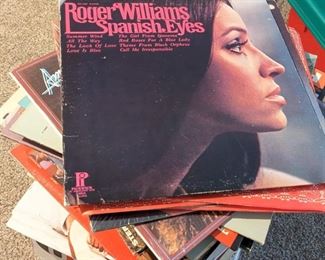 Roger Williams
Spanish Eyes
Summer Wind
All The Way
The Look Of Love
Love Is Blue
The Girl From Ipanema
Red Roses For A Blue Lady
Theme From Black Orpheus
Call Me Irresponsible